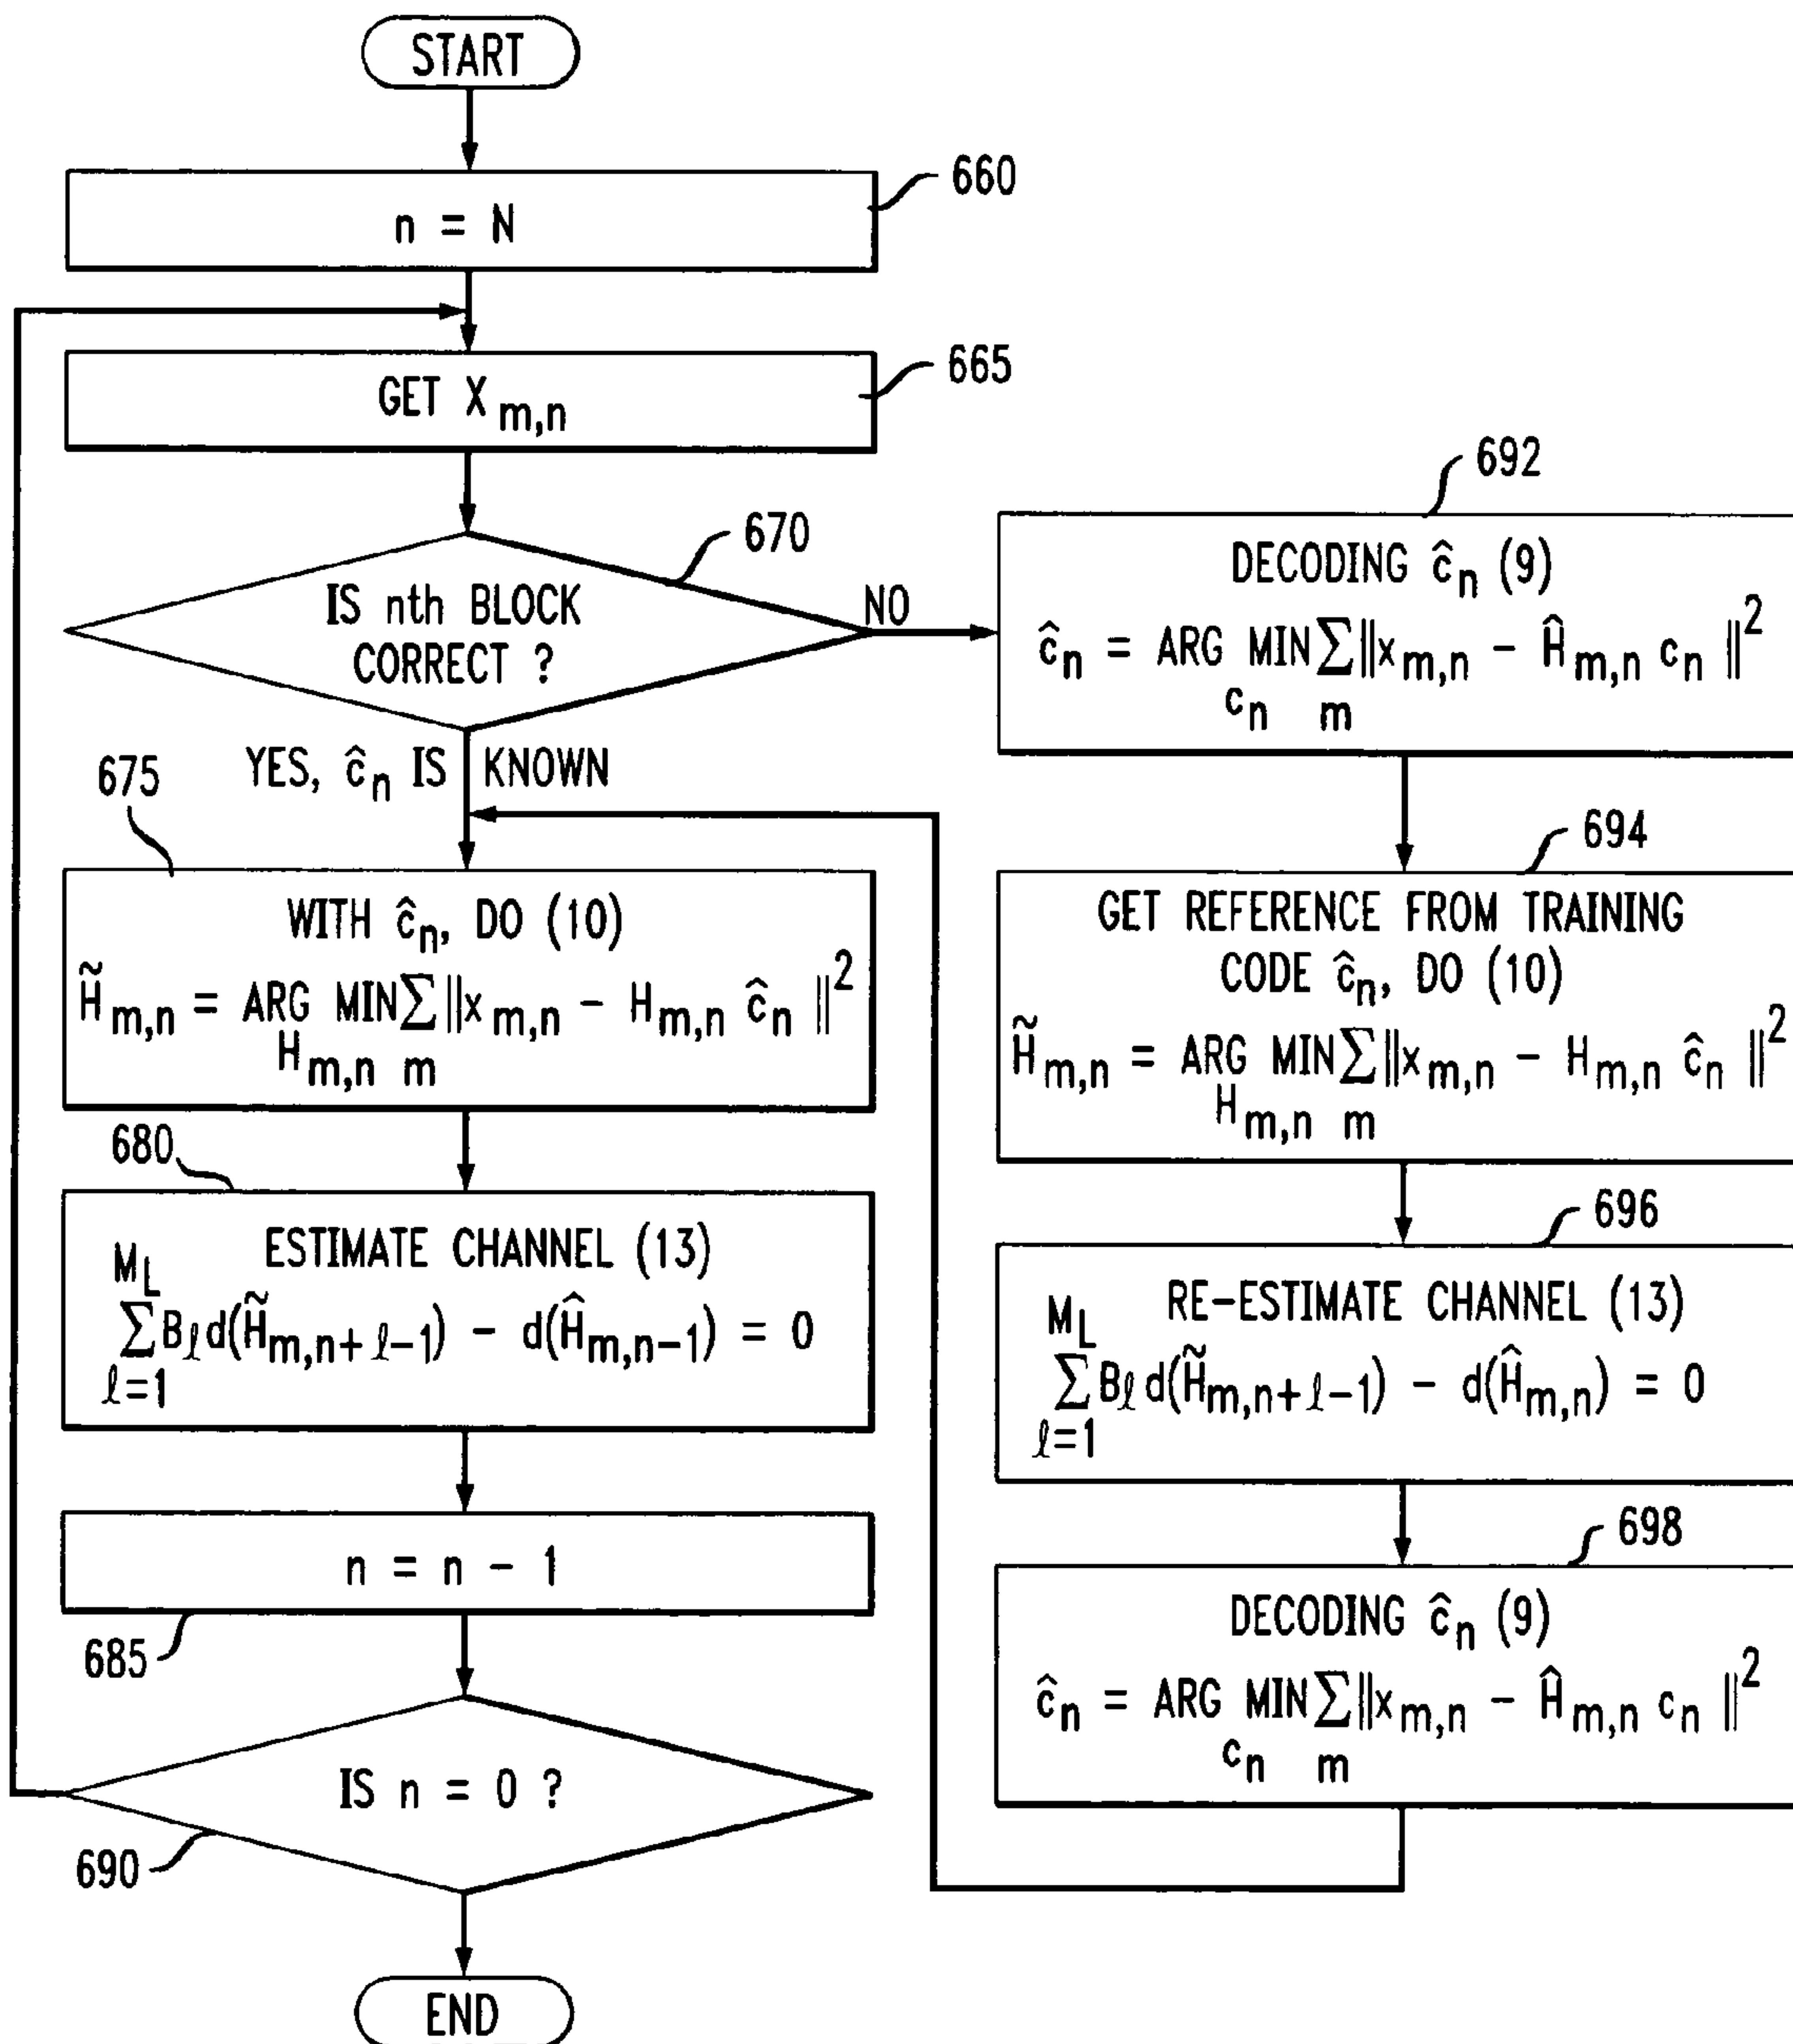 START
660
n = N
665
GET X m,n
670
IS nth BLOCK
CORRECT ?
NO
YES, ĉn IS KNOWN
675
WITH ĉn, DO (10)
H̃m,n = ARG MIN Σ ||xm,n - Hm,n ĉn ||²
Hm,n m
680
ESTIMATE CHANNEL (13)
ML
Σ Bℓ d(H̃m,n+ℓ-1) - d(Ĥm,n-1) = 0
ℓ=1
n = n - 1
685
IS n = 0 ?
690
END
692
DECODING ĉn (9)
ĉn = ARG MIN Σ ||xm,n - Ĥm,n cn ||²
cn m
694
GET REFERENCE FROM TRAINING
CODE ĉn, DO (10)
H̃m,n = ARG MIN Σ ||xm,n - Hm,n ĉn ||²
Hm,n m
696
RE-ESTIMATE CHANNEL (13)
ML
Σ Bℓ d(H̃m,n+ℓ-1) - d(Ĥm,n) = 0
ℓ=1
698
DECODING ĉn (9)
ĉn = ARG MIN Σ ||xm,n - Ĥm,n cn ||²
cn m